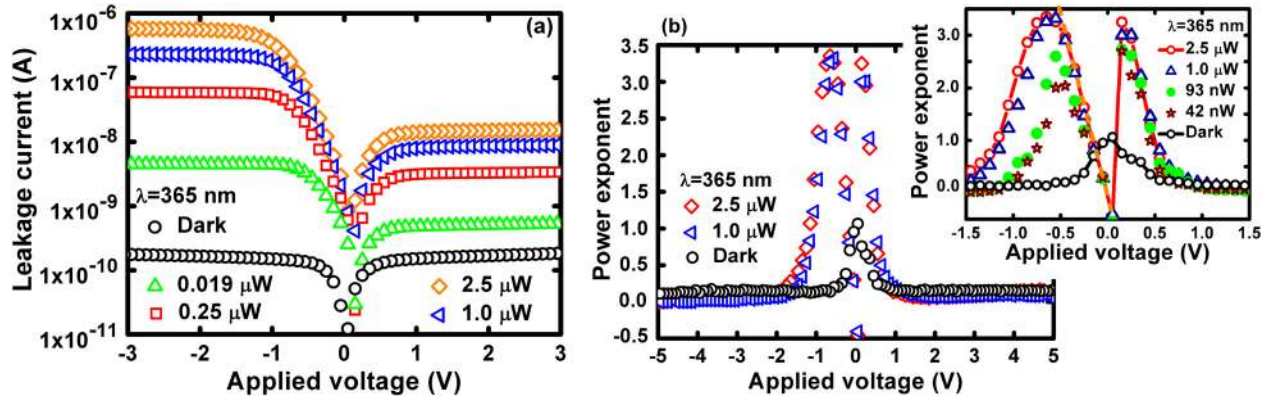 (a)
Leakage current (A)
1x10⁻⁶
1x10⁻⁷
1x10⁻⁸
1x10⁻⁹
1x10⁻¹⁰
1x10⁻¹¹
λ=365 nm
Dark
0.019 μW
0.25 μW
2.5 μW
1.0 μW
-3 -2 -1 0 1 2 3
Applied voltage (V)
(b)
Power exponent
3.5
3.0
2.5
2.0
1.5
1.0
0.5
0.0
-0.5
λ=365 nm
2.5 μW
1.0 μW
Dark
-5 -4 -3 -2 -1 0 1 2 3 4 5
Applied voltage (V)
Power exponent
3.0
2.0
1.0
0.0
λ=365 nm
2.5 μW
1.0 μW
93 nW
42 nW
Dark
-1.5 -1.0 -0.5 0.0 0.5 1.0 1.5
Applied voltage (V)